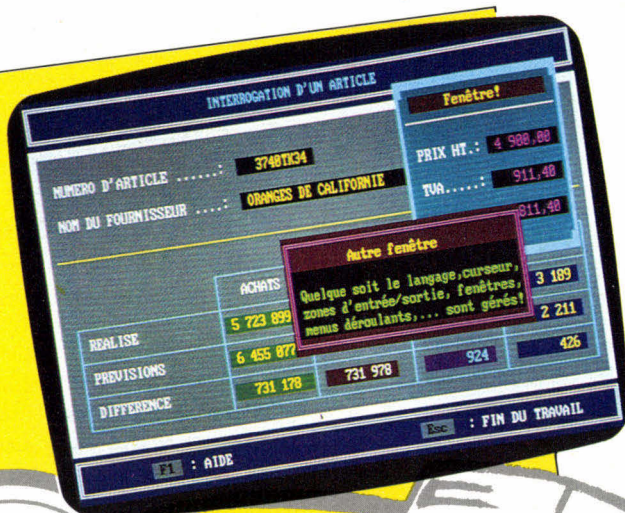 INTERROGATION D'UN ARTICLE
NUMERO D'ARTICLE ......: 3740TK34
NOM DU FOURNISSEUR ....: ORANGES DE CALIFORNIE
Fenêtre!
PRIX HT.: 4 900,00
TVA.....: 911,40
811,40
Autre fenêtre
Quelque soit le langage,curseur,
zones d'entrée/sortie, fenêtres,
menus déroulants,... sont gérés!
ACHATS
REALISE 5 723 899 3 189
PREVISIONS 6 455 077 2 211
DIFFERENCE 731 178 731 978 924 426
F1 : AIDE Esc : FIN DU TRAVAIL